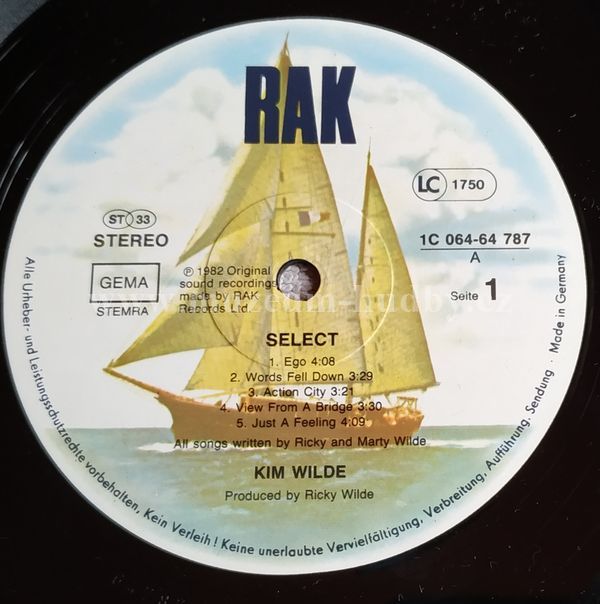 RAK
LC 1750
ST 33
STEREO
1C 064-64 787
A
GEMA
STEMRA
Seite 1
℗ 1982 Original
sound recordings
made by RAK
Records Ltd.
SELECT
1. Ego 4:08
2. Words Fell Down 3:29
3. Action City 3:21
4. View From A Bridge 3:30
5. Just A Feeling 4:09
All songs written by Ricky and Marty Wilde
KIM WILDE
Produced by Ricky Wilde
Alle Urheber- und Leistungsschutzrechte vorbehalten, Kein Verleih! Keine unerlaubte Vervielfältigung, Verbreitung, Aufführung, Sendung · Made in Germany